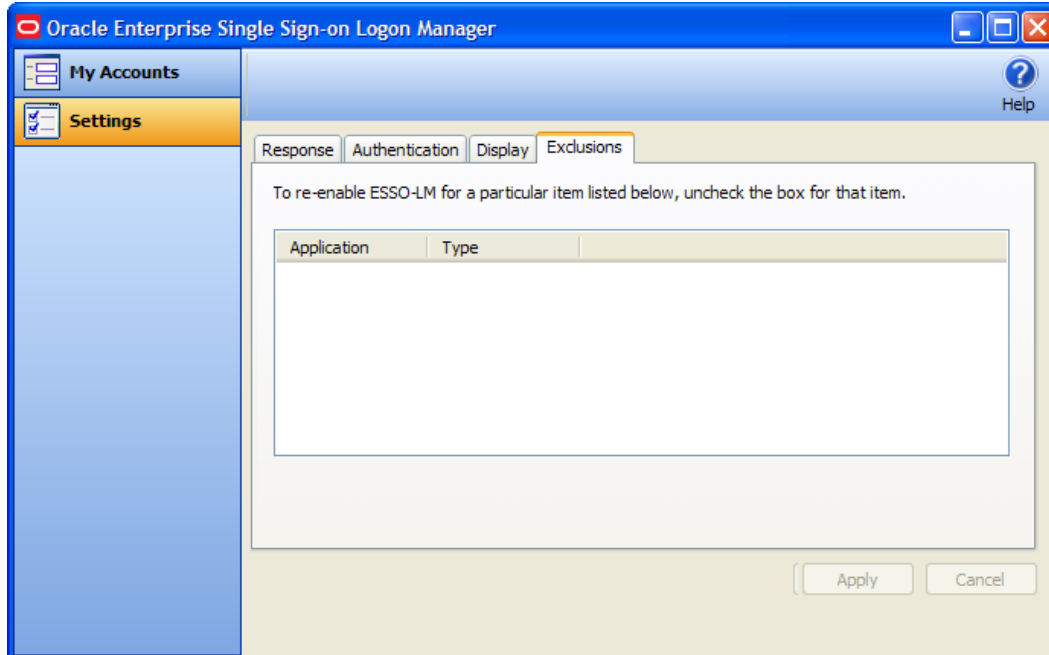 Oracle Enterprise Single Sign-on Logon Manager
My Accounts
Help
Settings
Response Authentication Display Exclusions
To re-enable ESSO-LM for a particular item listed below, uncheck the box for that item.
Application Type
Apply Cancel